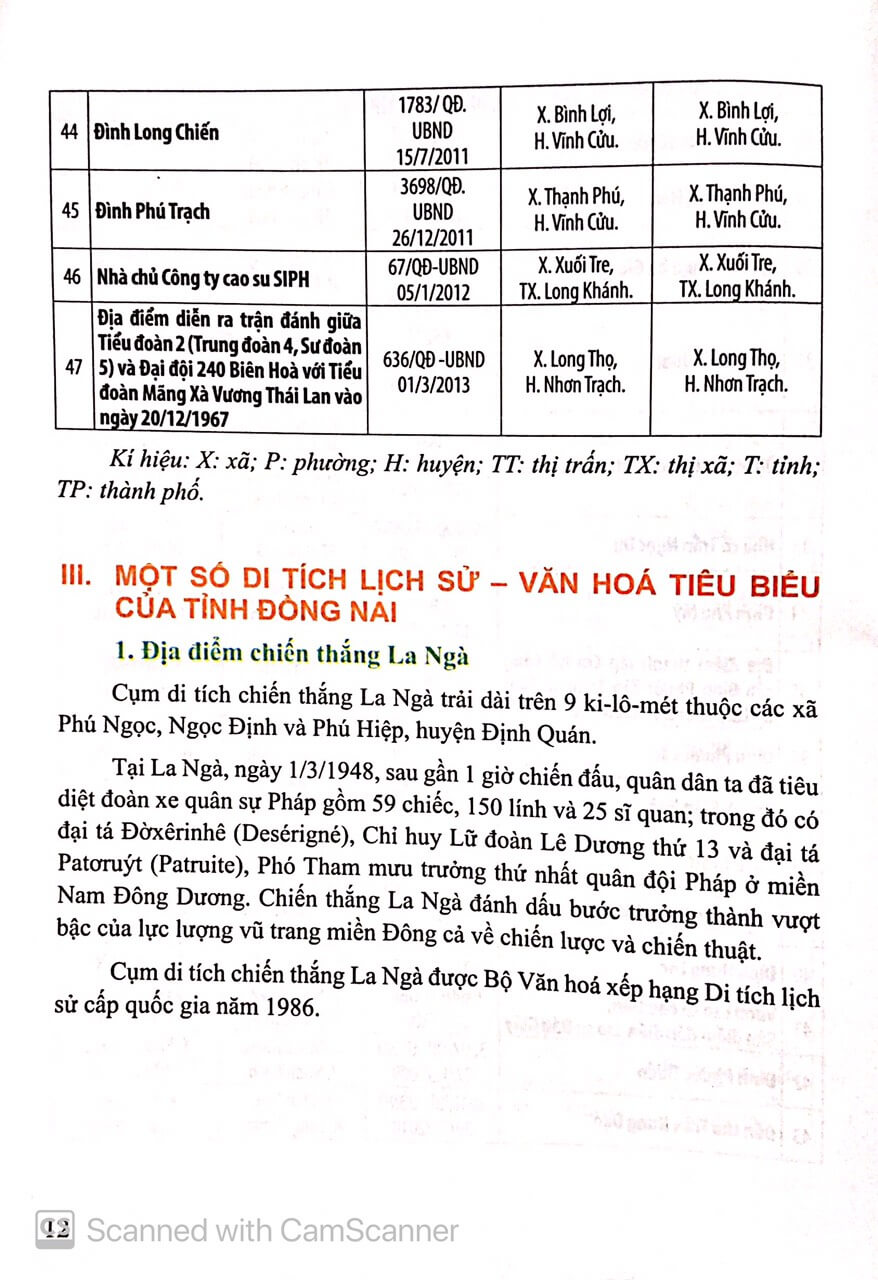 44 Đình Long Chiến 1783/ QĐ. UBND 15/7/2011 X. Bình Lợi, H. Vĩnh Cửu. X. Bình Lợi, H. Vĩnh Cửu.
45 Đình Phú Trạch 3698/QĐ. UBND 26/12/2011 X. Thạnh Phú, H. Vĩnh Cửu. X. Thạnh Phú, H. Vĩnh Cửu.
46 Nhà chủ Công ty cao su SIPH 67/QĐ-UBND 05/1/2012 X. Xuối Tre, TX. Long Khánh. X. Xuối Tre, TX. Long Khánh.
47 Địa điểm diễn ra trận đánh giữa Tiểu đoàn 2 (Trung đoàn 4, Sư đoàn 5) và Đại đội 240 Biên Hoà với Tiểu đoàn Mãng Xà Vương Thái Lan vào ngày 20/12/1967 636/QĐ -UBND 01/3/2013 X. Long Thọ, H. Nhơn Trạch. X. Long Thọ, H. Nhơn Trạch.
Kí hiệu: X: xã; P: phường; H: huyện; TT: thị trấn; TX: thị xã; T: tỉnh;
TP: thành phố.
III. MỘT SỐ DI TÍCH LỊCH SỬ – VĂN HOÁ TIÊU BIỂU
CỦA TỈNH ĐỒNG NAI
1. Địa điểm chiến thắng La Ngà
Cụm di tích chiến thắng La Ngà trải dài trên 9 ki-lô-mét thuộc các xã
Phú Ngọc, Ngọc Định và Phú Hiệp, huyện Định Quán.
Tại La Ngà, ngày 1/3/1948, sau gần 1 giờ chiến đấu, quân dân ta đã tiêu
diệt đoàn xe quân sự Pháp gồm 59 chiếc, 150 lính và 25 sĩ quan; trong đó có
đại tá Đờxêrinhê (Desérigné), Chỉ huy Lữ đoàn Lê Dương thứ 13 và đại tá
Patơruýt (Patruite), Phó Tham mưu trưởng thứ nhất quân đội Pháp ở miền
Nam Đông Dương. Chiến thắng La Ngà đánh dấu bước trưởng thành vượt
bậc của lực lượng vũ trang miền Đông cả về chiến lược và chiến thuật.
Cụm di tích chiến thắng La Ngà được Bộ Văn hoá xếp hạng Di tích lịch
sử cấp quốc gia năm 1986.
12
CS
Scanned with CamScanner